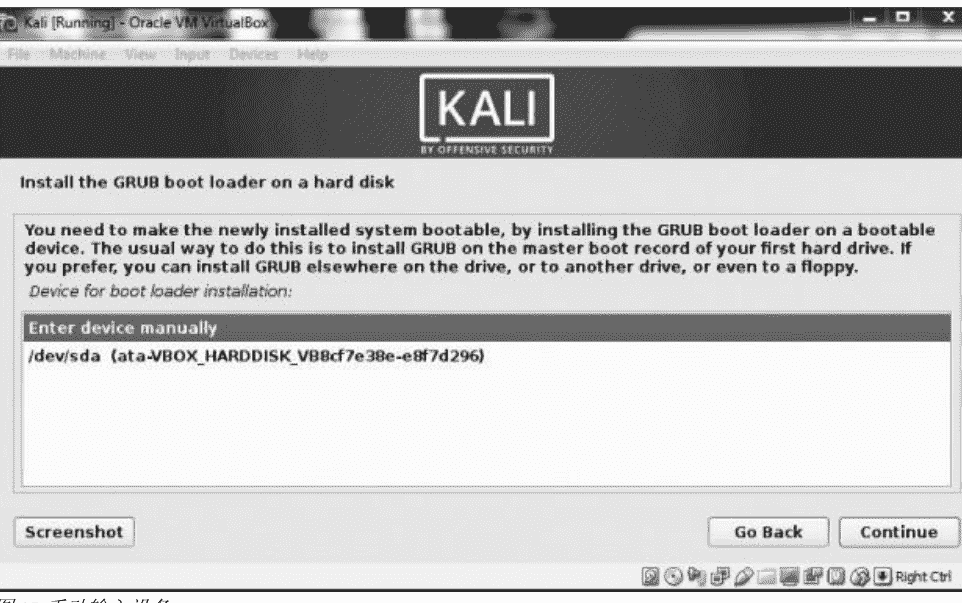 Kali [Running] - Oracle VM VirtualBox
File Machine View Input Devices Help
KALI
BY OFFENSIVE SECURITY
Install the GRUB boot loader on a hard disk
You need to make the newly installed system bootable, by installing the GRUB boot loader on a bootable
device. The usual way to do this is to install GRUB on the master boot record of your first hard drive. If
you prefer, you can install GRUB elsewhere on the drive, or to another drive, or even to a floppy.
Device for boot loader installation:
Enter device manually
/dev/sda (ata-VBOX_HARDDISK_VB8cf7e38e-e8f7d296)
Screenshot
Go Back Continue
Right Ctrl